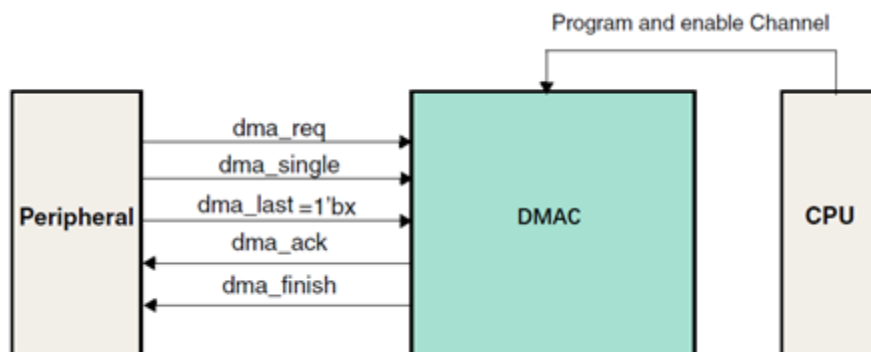 Program and enable Channel
dma_req
dma_single
dma_last =1'bx
Peripheral
DMAC
CPU
dma_ack
dma_finish